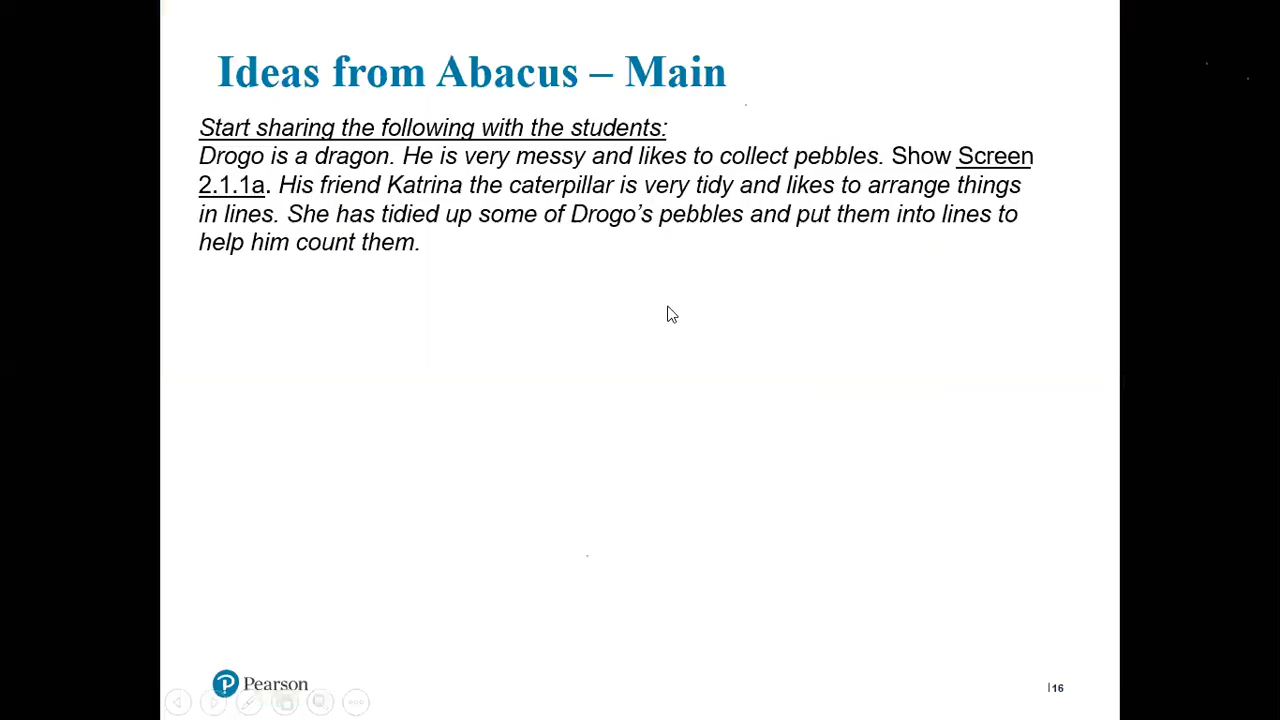 Ideas from Abacus – Main
Start sharing the following with the students:
Drogo is a dragon. He is very messy and likes to collect pebbles. Show Screen
2.1.1a. His friend Katrina the caterpillar is very tidy and likes to arrange things
in lines. She has tidied up some of Drogo’s pebbles and put them into lines to
help him count them.
Pearson
16